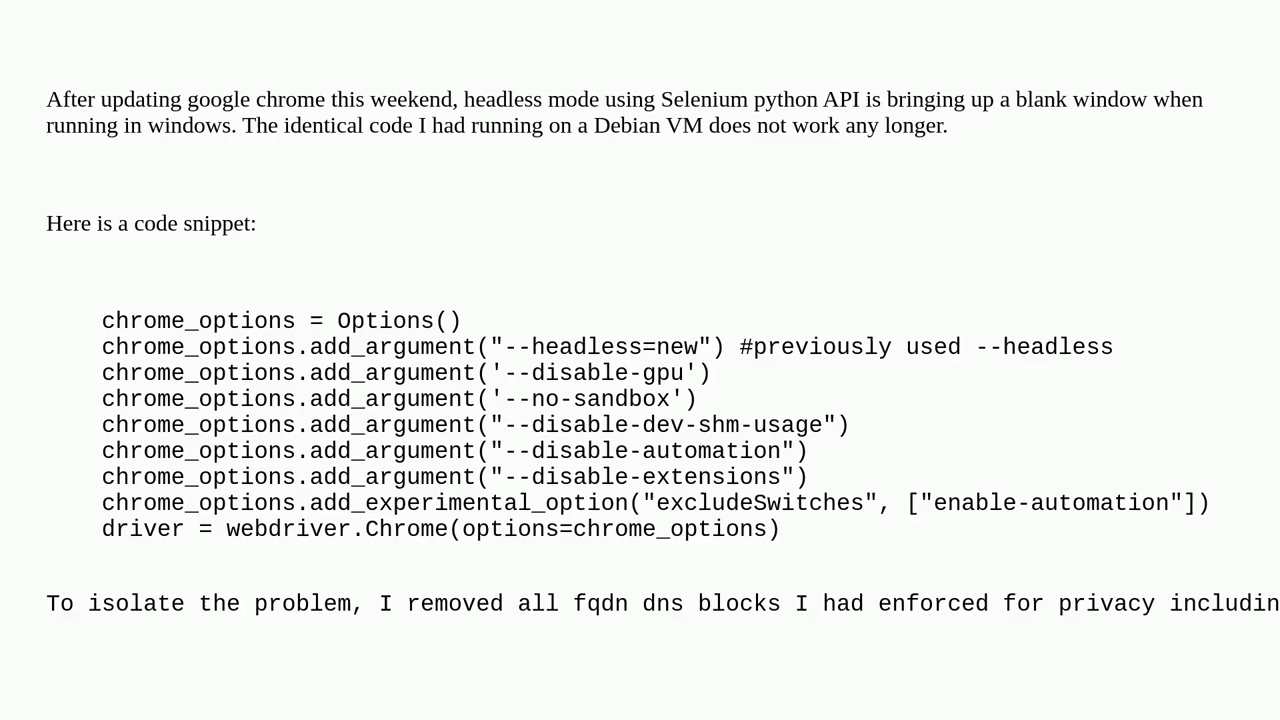 After updating google chrome this weekend, headless mode using Selenium python API is bringing up a blank window when
running in windows. The identical code I had running on a Debian VM does not work any longer.
Here is a code snippet:
chrome_options = Options()
chrome_options.add_argument("--headless=new") #previously used --headless
chrome_options.add_argument('--disable-gpu')
chrome_options.add_argument('--no-sandbox')
chrome_options.add_argument("--disable-dev-shm-usage")
chrome_options.add_argument("--disable-automation")
chrome_options.add_argument("--disable-extensions")
chrome_options.add_experimental_option("excludeSwitches", ["enable-automation"])
driver = webdriver.Chrome(options=chrome_options)
To isolate the problem, I removed all fqdn dns blocks I had enforced for privacy includin